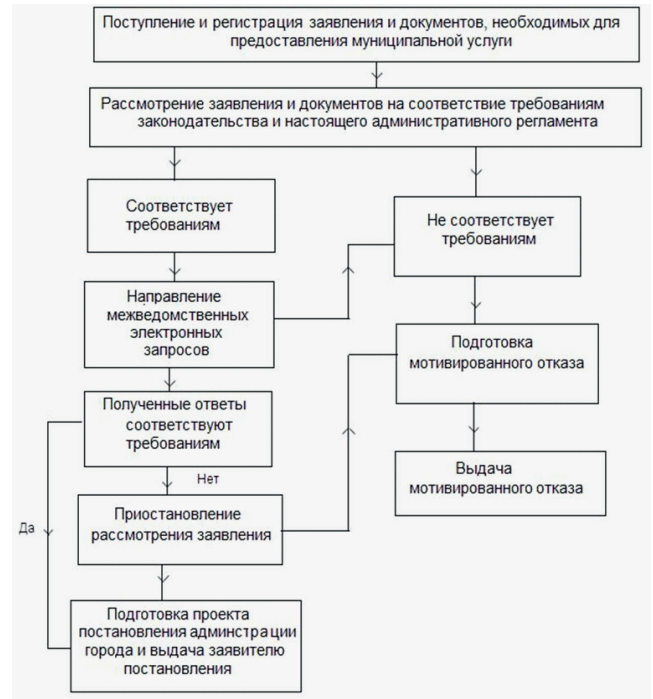 Поступление и регистрация заявления и документов, необходимых для
предоставления муниципальной услуги
Рассмотрение заявления и документов на соответствие требованиям
законодательства и настоящего административного регламента
Соответствует
требованиям
Не соответствует
требованиям
Направление
межведомственных
электронных
запросов
Подготовка
мотивированного отказа
Полученные ответы
соответствуют
требованиям
Нет
Выдача
мотивированного отказа
Да
Приостановление
рассмотрения заявления
Подготовка проекта
постановления админстрации
города и выдача заявителю
постановления